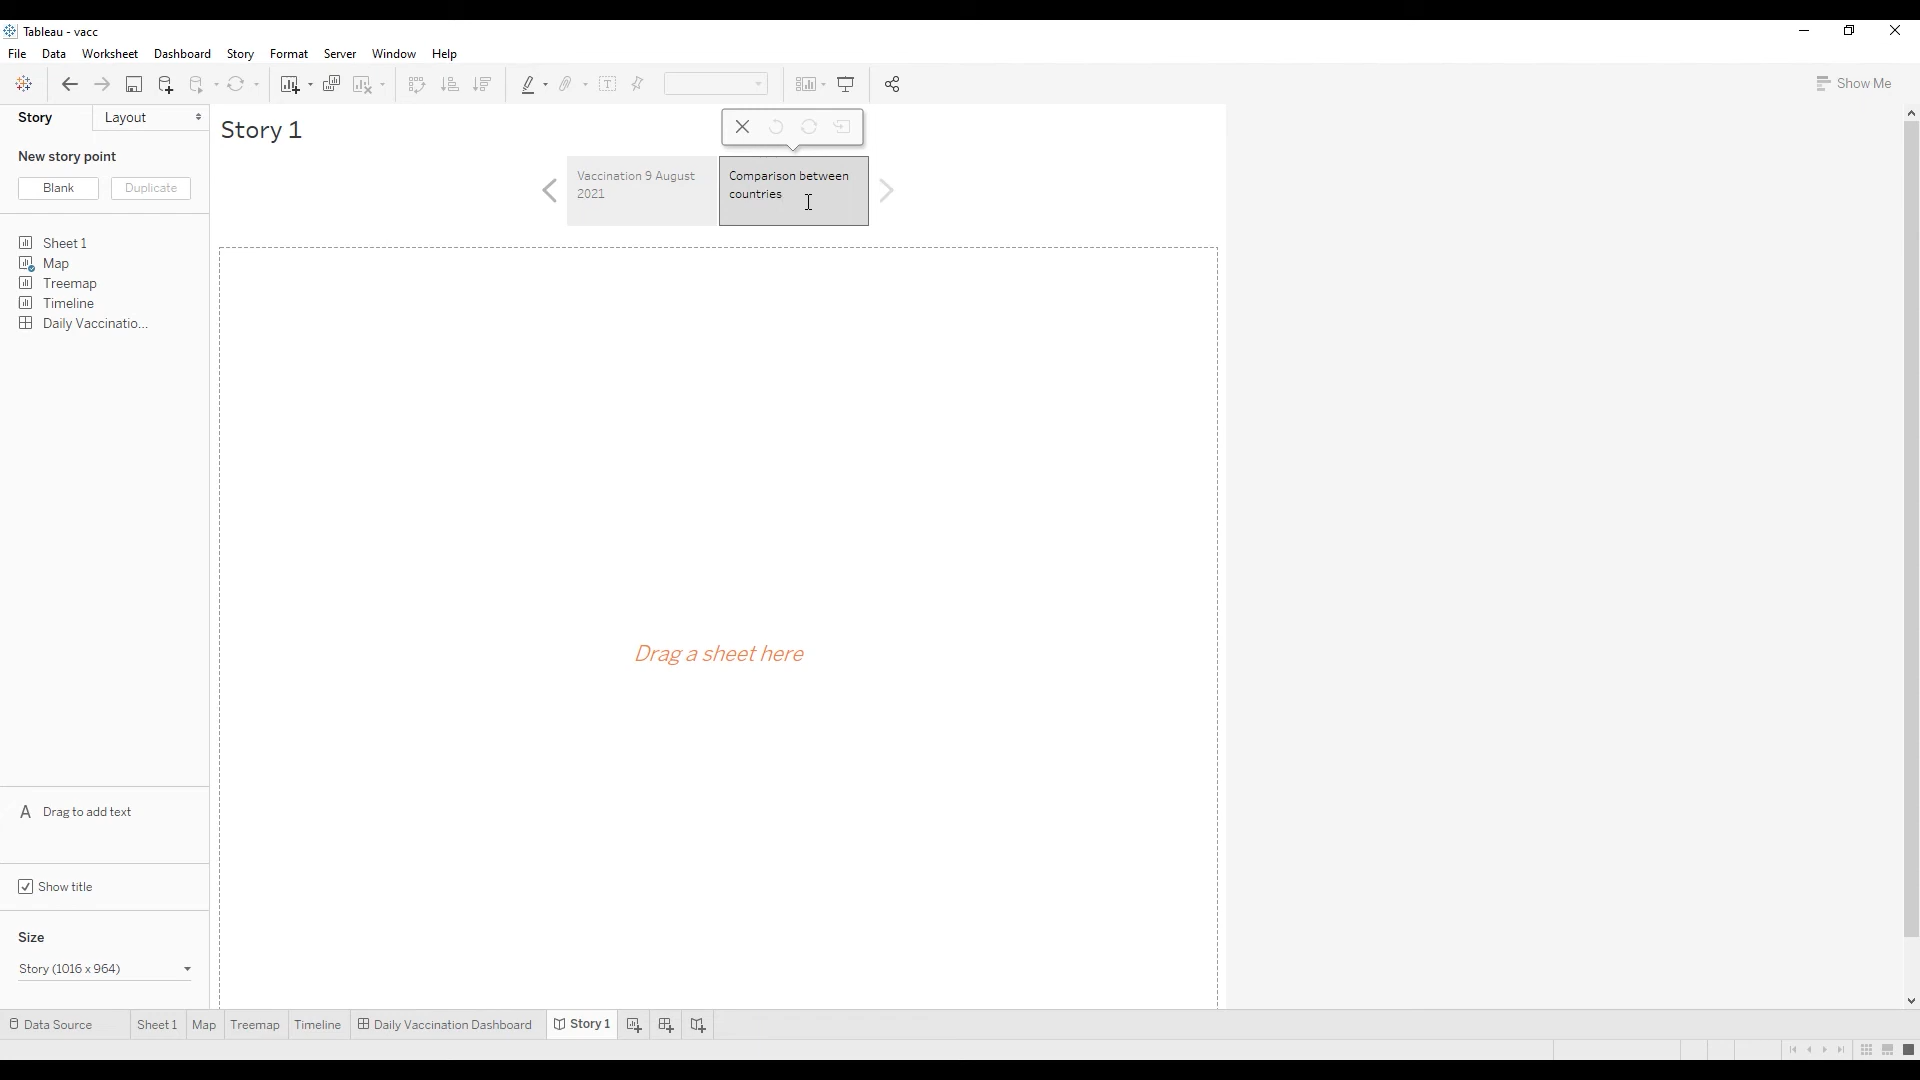 Tableau - vacc
File Data Worksheet Dashboard Story Format Server Window Help
Show Me
Story Layout
New story point
Blank Duplicate
Sheet 1
Map
Treemap
Timeline
Daily Vaccinatio...
A Drag to add text
Show title
Size
Story (1016 x 964)
Story 1
Vaccination 9 August
2021
Comparison between
countries
Drag a sheet here
Data Source Sheet 1 Map Treemap Timeline Daily Vaccination Dashboard Story 1